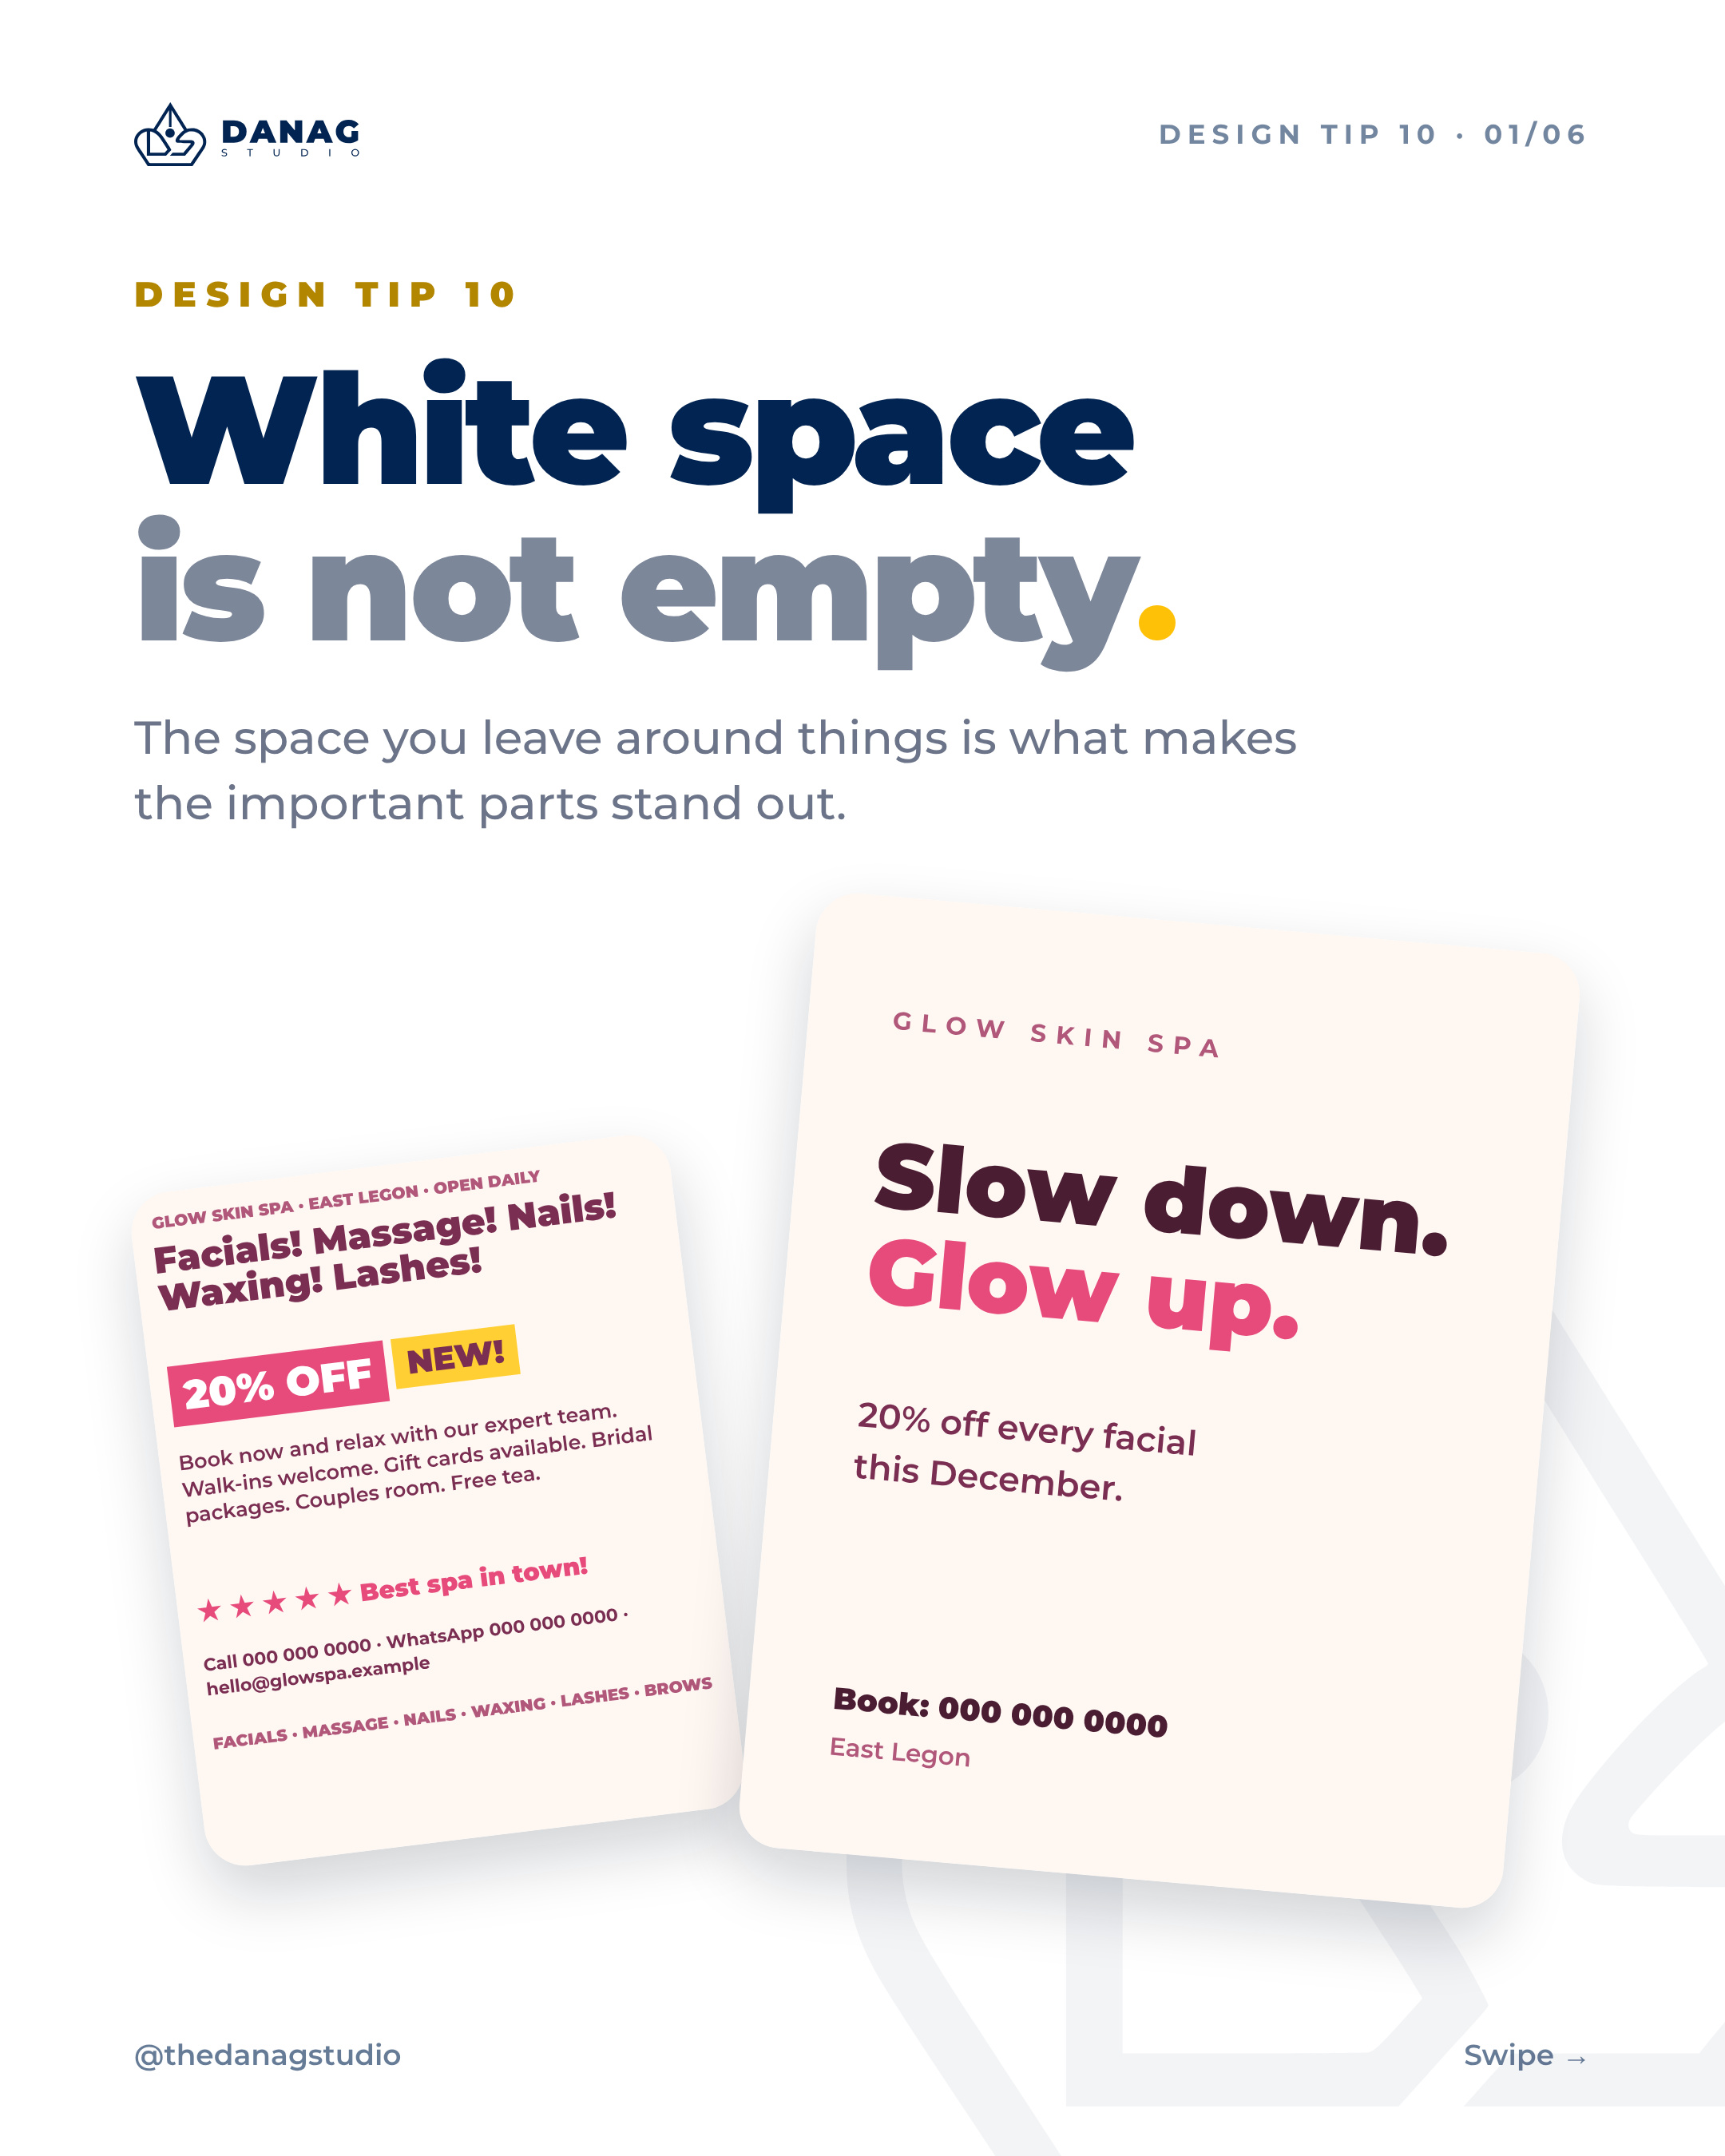 DANAG
STUDIO
DESIGN TIP 10 · 01/06
DESIGN TIP 10
White space
is not empty.
The space you leave around things is what makes
the important parts stand out.
GLOW SKIN SPA · EAST LEGON · OPEN DAILY
Facials! Massage! Nails!
Waxing! Lashes!
20% OFF
NEW!
Book now and relax with our expert team.
Walk-ins welcome. Gift cards available. Bridal
packages. Couples room. Free tea.
★★★★★ Best spa in town!
Call 000 000 0000 · WhatsApp 000 000 0000 ·
hello@glowspa.example
FACIALS · MASSAGE · NAILS · WAXING · LASHES · BROWS
GLOW SKIN SPA
Slow down.
Glow up.
20% off every facial
this December.
Book: 000 000 0000
East Legon
@thedanagstudio
Swipe →